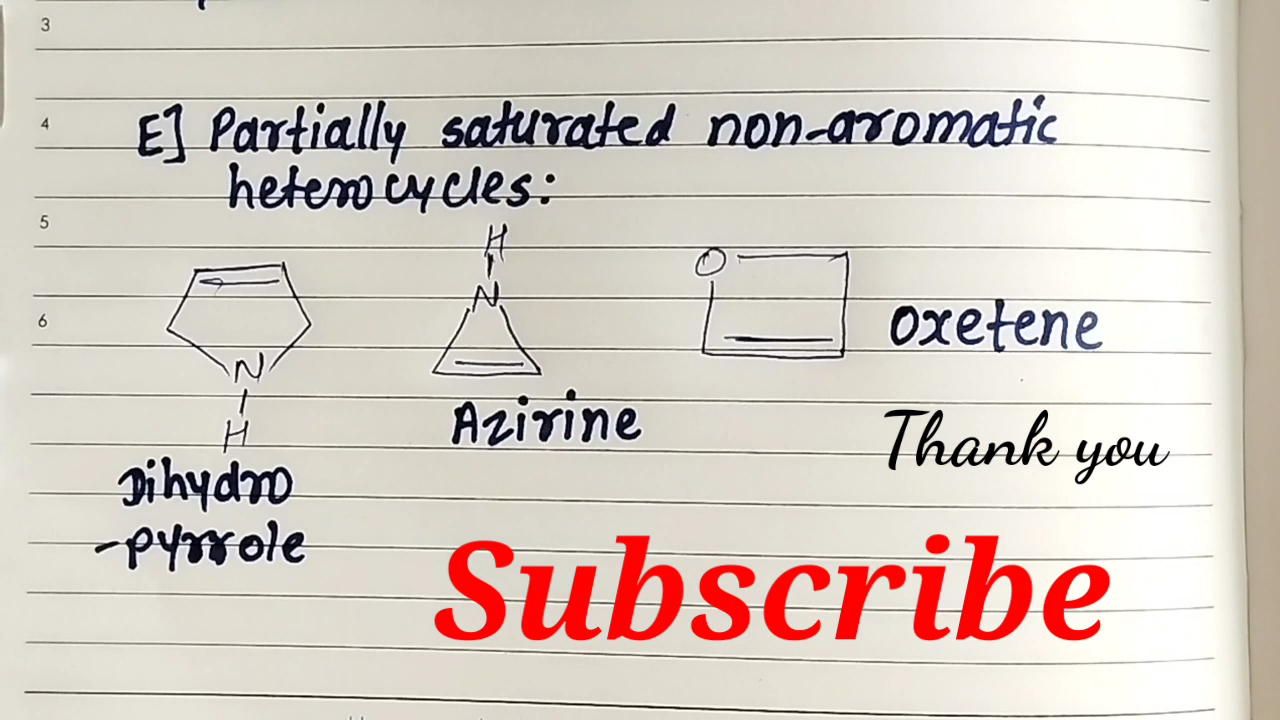 3
4
E] Partially saturated non-aromatic
heterocycles:
5
H
N
O
6
oxetene
N
H
Azirine
Thank you
Dihydro
-pyrrole
Subscribe